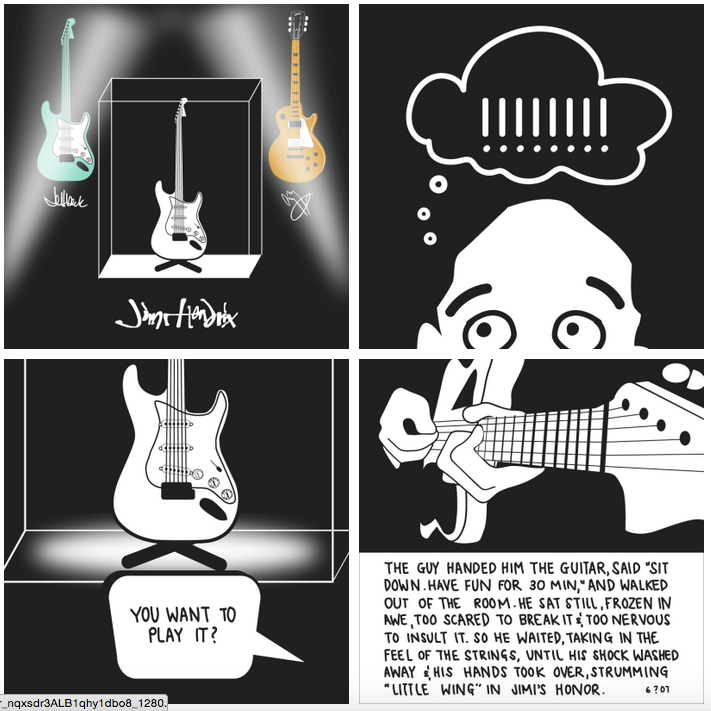 Jimi Hendrix
!!!!!!!!
YOU WANT TO
PLAY IT?
THE GUY HANDED HIM THE GUITAR, SAID "SIT
DOWN. HAVE FUN FOR 30 MIN," AND WALKED
OUT OF THE ROOM. HE SAT STILL, FROZEN IN
AWE, TOO SCARED TO BREAK IT & TOO NERVOUS
TO INSULT IT. SO HE WAITED, TAKING IN THE
FEEL OF THE STRINGS, UNTIL HIS SHOCK WASHED
AWAY & HIS HANDS TOOK OVER, STRUMMING
"LITTLE WING" IN JIMI'S HONOR.
6?07
r_nqxsdr3ALB1qhy1dbo8_1280.